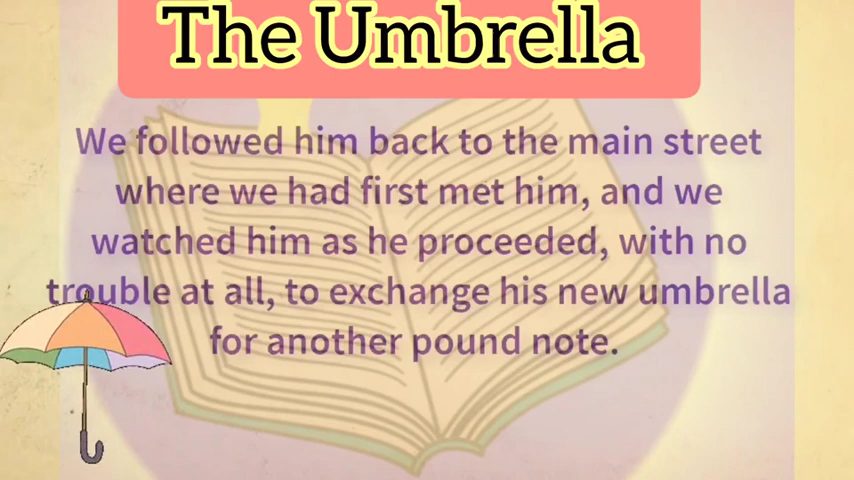 The Umbrella
We followed him back to the main street
where we had first met him, and we
watched him as he proceeded, with no
trouble at all, to exchange his new umbrella
for another pound note.